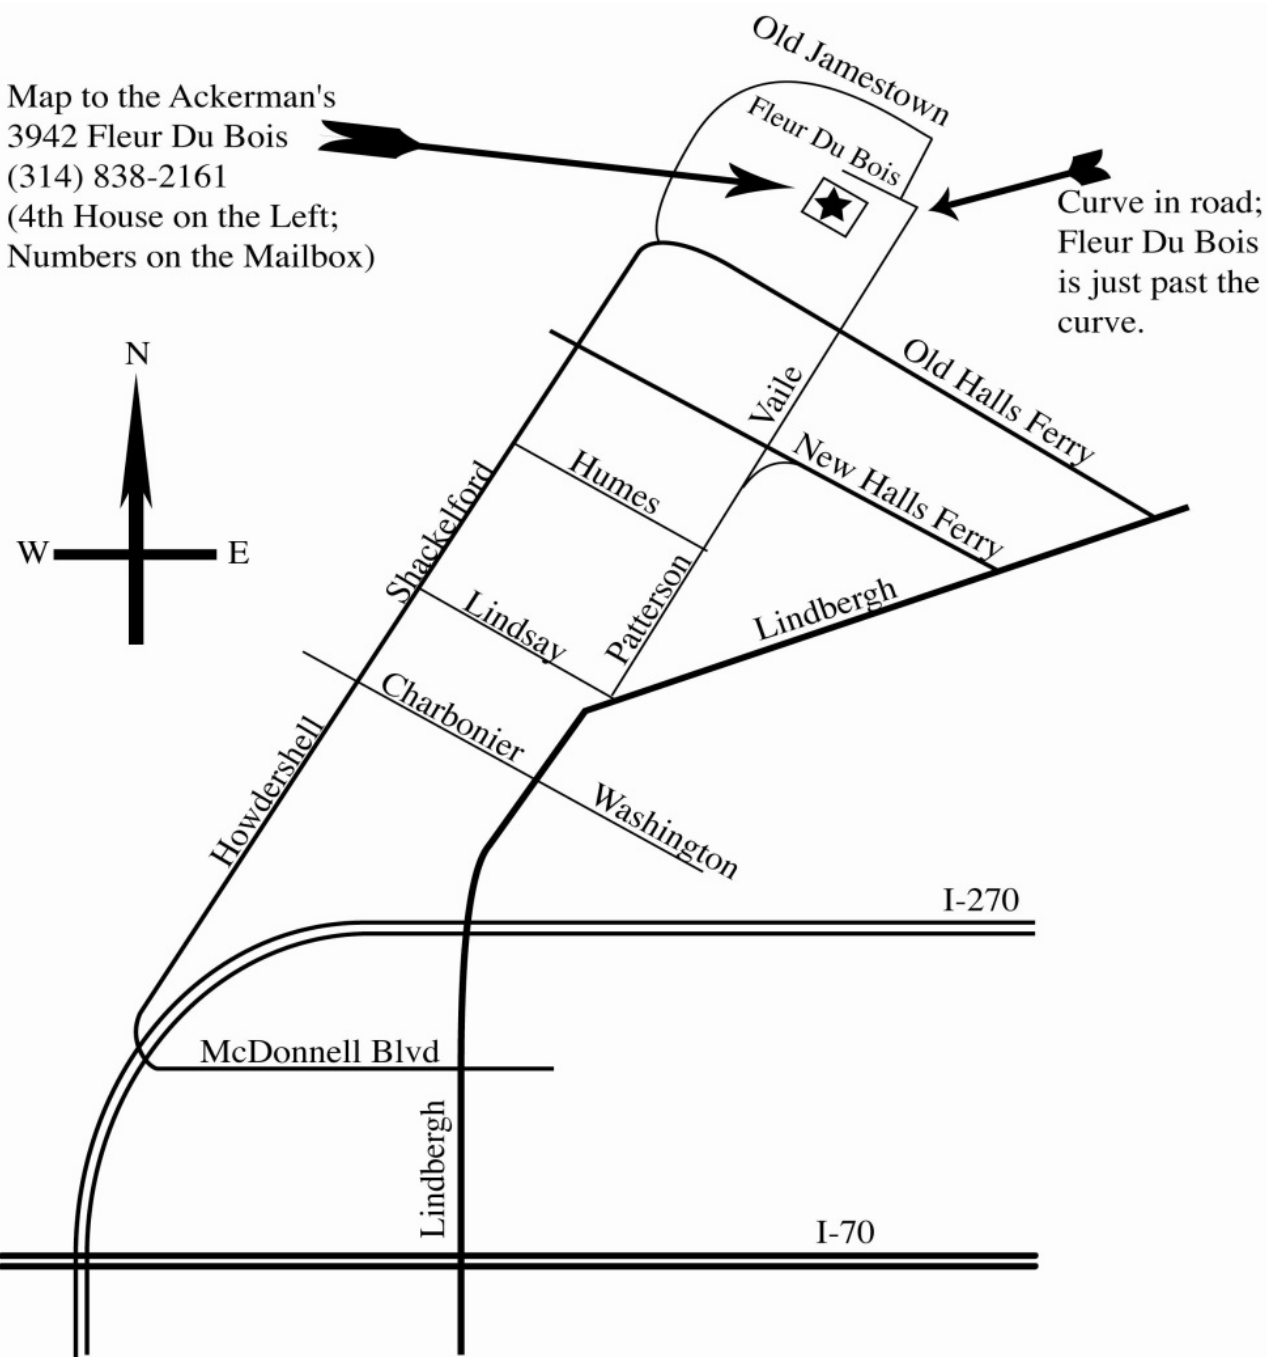 Old Jamestown
Map to the Ackerman's
3942 Fleur Du Bois
(314) 838-2161
(4th House on the Left;
Numbers on the Mailbox)
Fleur Du Bois
Curve in road;
Fleur Du Bois
is just past the
curve.
N
W
E
Old Halls Ferry
Vaile
New Halls Ferry
Humes
Shackelford
Patterson
Lindsay
Lindbergh
Charbonier
Howdershell
Washington
I-270
McDonnell Blvd
Lindbergh
I-70